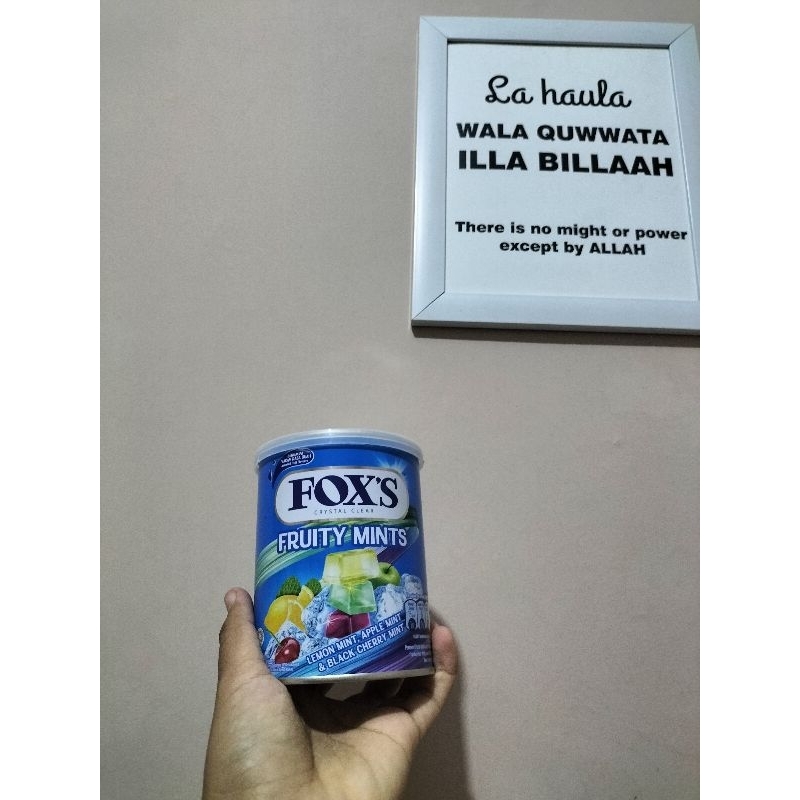 La haula
WALA QUWWATA
ILLA BILLAAH
There is no might or power
except by ALLAH
FOX'S
CRYSTAL CLEAR
FRUITY MINTS
LEMON MINT, APPLE MINT
& BLACK CHERRY MINT